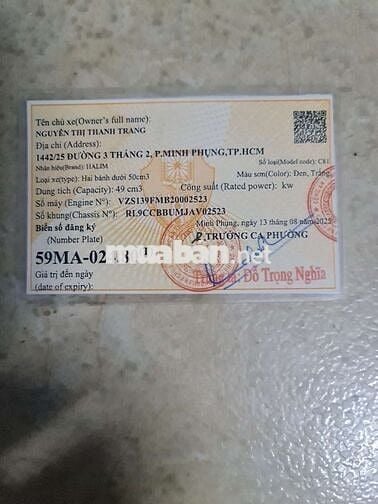 Tên chủ xe(Owner's full name):
NGUYỄN THỊ THANH TRANG
Địa chỉ (Address):
1442/25 ĐƯỜNG 3 THÁNG 2, P.MINH PHỤNG,TP.HCM
Nhãn hiệu(Brand): HALIM Số loại(Model code): C81
Loại xe(type): Hai bánh dưới 50cm3 Màu sơn(Color): Đen, Trắng,
Dung tích (Capacity): 49 cm3 Công suất (Rated power): kw
Số máy (Engine N°): VZS139FMB20002523
Số khung(Chassis N°): RL9CCBBUMJAV02523
Biển số đăng ký Minh Phụng, ngày 13 tháng 08 năm 2025
(Number Plate) P.TRƯỞNG CA PHƯỜNG
muaban.net
59MA-02
Giá trị đến ngày Trung tá: Đỗ Trọng Nghĩa
(date of expiry):